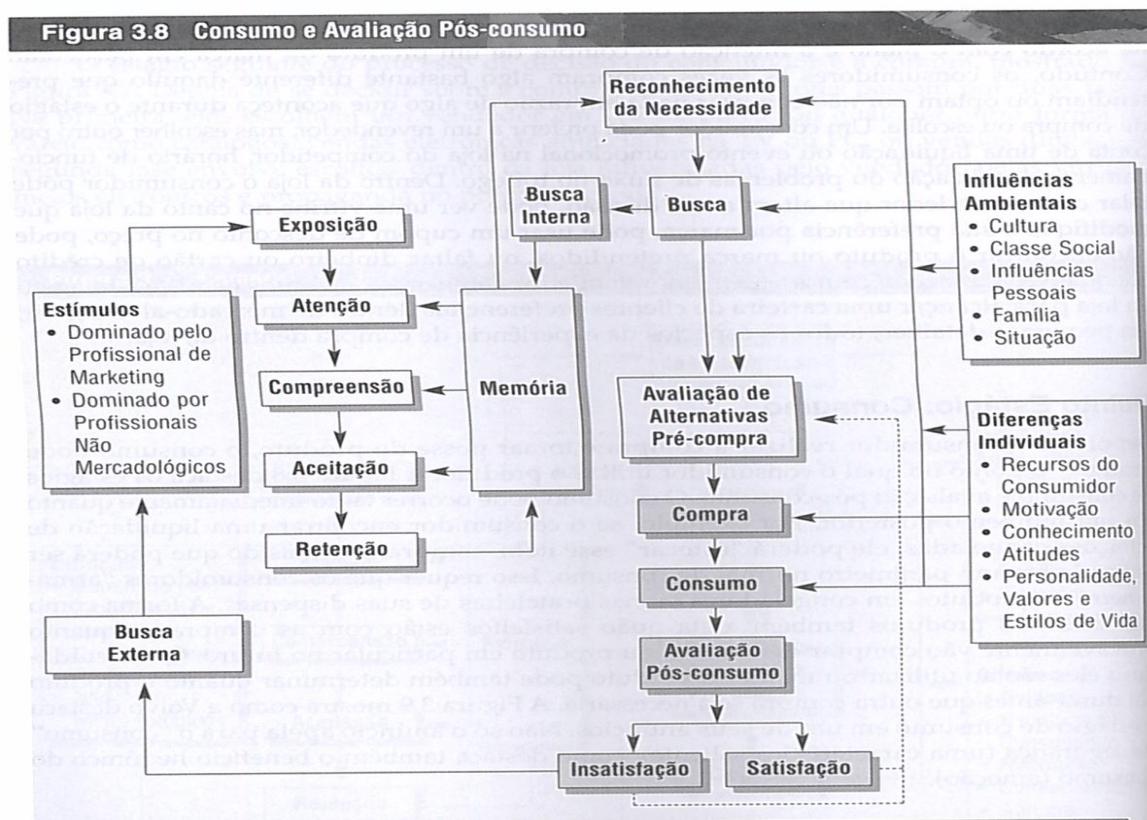 Figura 3.8 Consumo e Avaliação Pós-consumo
Reconhecimento
da Necessidade
Interna
Busca
Exposição
Influências
Ambientais
• Cultura
• Classe Social
• Influências
Pessoais
• Família
• Situação
Estímulos
• Dominado pelo
Profissional de
Marketing
• Dominado por
Profissionais
Não
Mercadológicos
Atenção
Compreensão
Memória
Aceitação
Retenção
Avaliação de
Alternativas
Pré-compra
Diferenças
Individuais
• Recursos do
Consumidor
• Motivação
• Conhecimento
• Atitudes
• Personalidade,
Valores e
Estilos de Vida
Compra
Consumo
Busca
Externa
Avaliação
Pós-consumo
Insatisfação
Satisfação